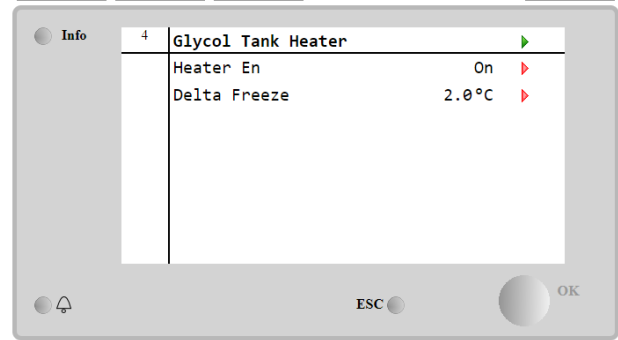 Info
4 Glycol Tank Heater
Heater En On
Delta Freeze 2.0°C
ESC
OK